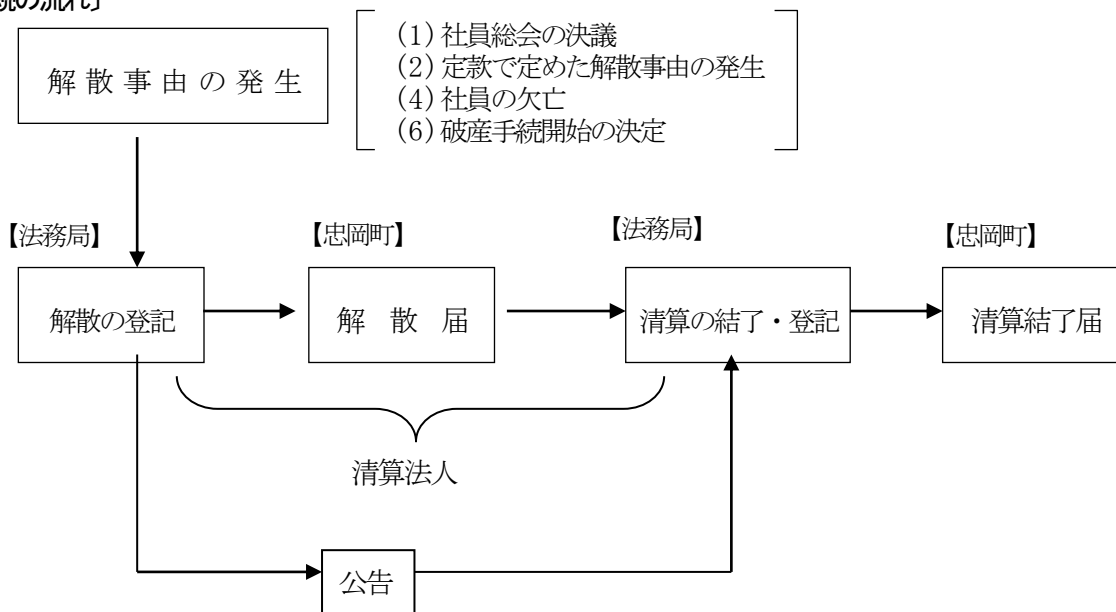 の流れ〕
解散事由の発生
(1) 社員総会の決議
(2) 定款で定めた解散事由の発生
(4) 社員の欠亡
(6) 破産手続開始の決定
【法務局】
【忠岡町】
【法務局】
【忠岡町】
解散の登記
解散届
清算の結了・登記
清算結了届
清算法人
公告